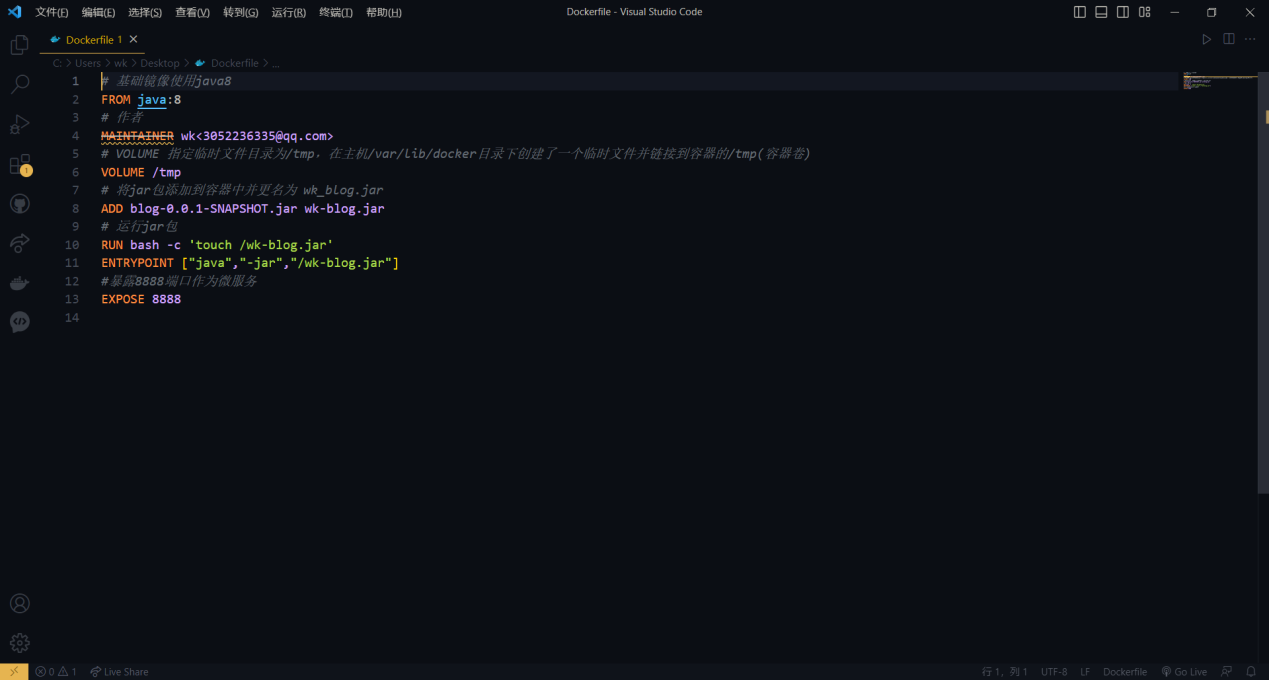 文件(F) 编辑(E) 选择(S) 查看(V) 转到(G) 运行(R) 终端(T) 帮助(H) Dockerfile - Visual Studio Code
Dockerfile 1
C: > Users > wk > Desktop > Dockerfile > ...
1 # 基础镜像使用java8
2 FROM java:8
3 # 作者
4 MAINTAINER wk<3052236335@qq.com>
5 # VOLUME 指定临时文件目录为/tmp，在主机/var/lib/docker目录下创建了一个临时文件并链接到容器的/tmp(容器卷)
6 VOLUME /tmp
7 # 将jar包添加到容器中并更名为 wk_blog.jar
8 ADD blog-0.0.1-SNAPSHOT.jar wk-blog.jar
9 # 运行jar包
10 RUN bash -c 'touch /wk-blog.jar'
11 ENTRYPOINT ["java","-jar","/wk-blog.jar"]
12 #暴露8888端口作为微服务
13 EXPOSE 8888
14
1
0 1 Live Share 行 1，列 1 UTF-8 LF Dockerfile Go Live